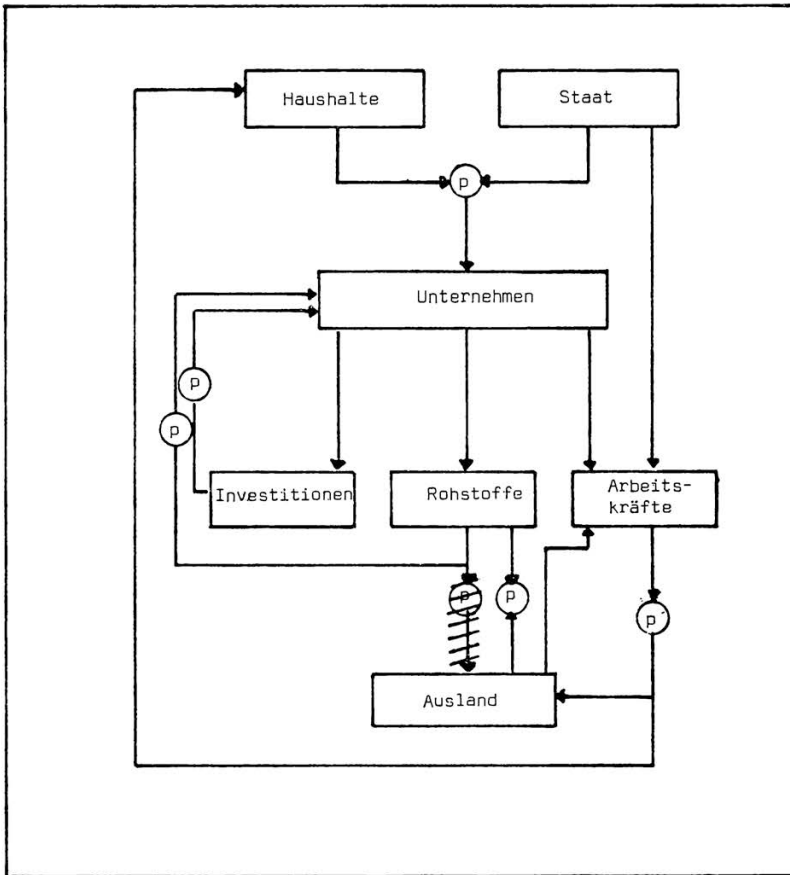 Haushalte
Staat
p
Unternehmen
p
p
Investitionen
Rohstoffe
Arbeits-
kräfte
p
p
p
Ausland